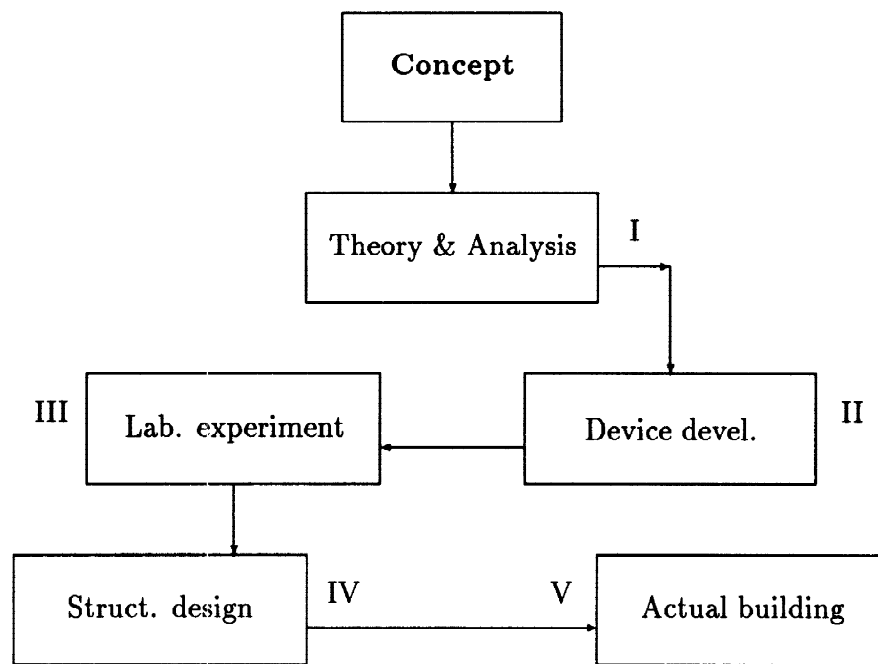 Concept
Theory & Analysis
I
III
Lab. experiment
Device devel.
II
Struct. design
IV
V
Actual building